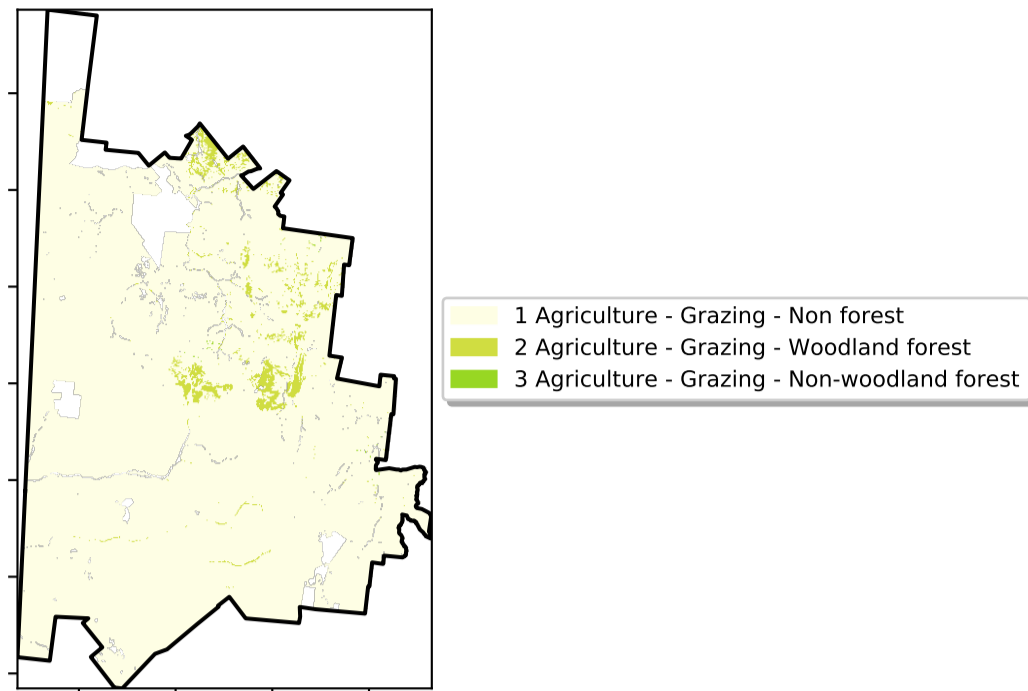 1 Agriculture - Grazing - Non forest
2 Agriculture - Grazing - Woodland forest
3 Agriculture - Grazing - Non-woodland forest